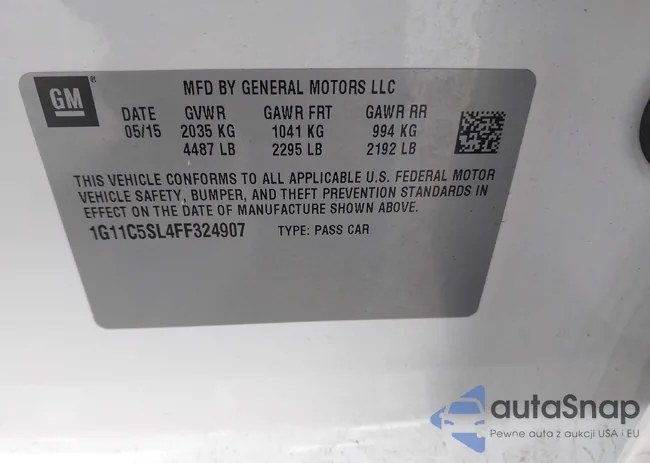 GM ®
MFD BY GENERAL MOTORS LLC
DATE GVWR GAWR FRT GAWR RR
05/15 2035 KG 1041 KG 994 KG
4487 LB 2295 LB 2192 LB
THIS VEHICLE CONFORMS TO ALL APPLICABLE U.S. FEDERAL MOTOR
VEHICLE SAFETY, BUMPER, AND THEFT PREVENTION STANDARDS IN
EFFECT ON THE DATE OF MANUFACTURE SHOWN ABOVE.
1G11C5SL4FF324907 TYPE: PASS CAR
autoSnap
Pewne auta z aukcji USA i EU